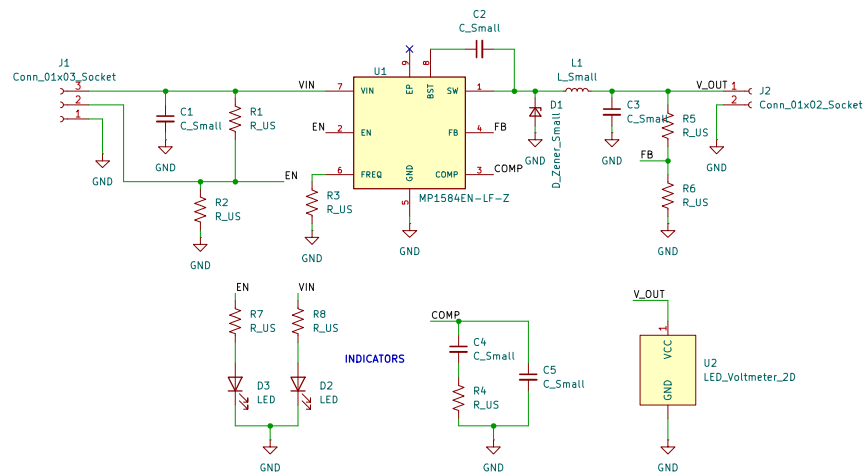 C2
C_Small
J1
Conn_01x03_Socket
3
2
1
VIN
C1
C_Small
R1
R_US
GND
GND
EN
R2
R_US
GND
U1
9
8
7
VIN
EP
BST
SW
1
EN
2
EN
FB
4
FB
6
FREQ
GND
COMP
3
COMP
5
MP1584EN-LF-Z
R3
R_US
GND
GND
L1
L_Small
D1
D_Zener_Small
GND
C3
C_Small
GND
V_OUT
1
2
J2
Conn_01x02_Socket
R5
R_US
GND
FB
R6
R_US
GND
EN
VIN
R7
R_US
R8
R_US
D3
LED
D2
LED
GND
INDICATORS
COMP
C4
C_Small
R4
R_US
C5
C_Small
GND
V_OUT
1
VCC
GND
U2
LED_Voltmeter_2D
GND